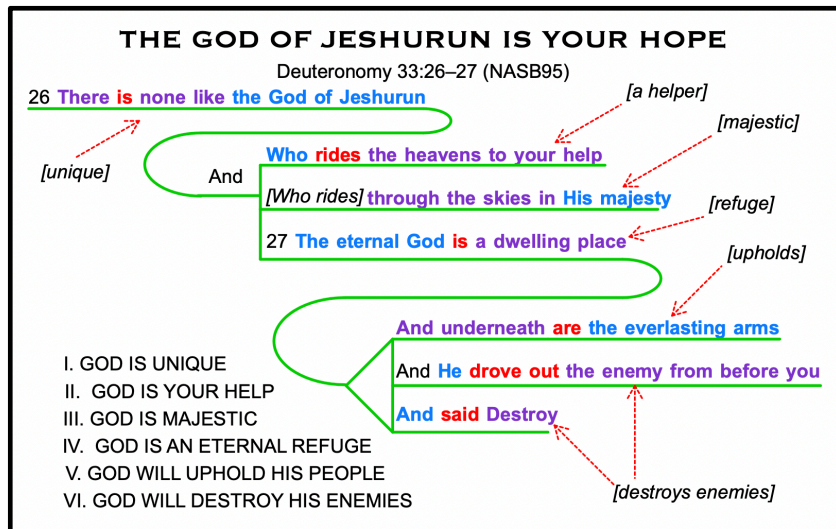 THE GOD OF JESHURUN IS YOUR HOPE
Deuteronomy 33:26–27 (NASB95)
26 There is none like the God of Jeshurun
[a helper]
[majestic]
[unique]
And
Who rides the heavens to your help
[Who rides] through the skies in His majesty
[refuge]
27 The eternal God is a dwelling place
[upholds]
And underneath are the everlasting arms
And He drove out the enemy from before you
And said Destroy
[destroys enemies]
I. GOD IS UNIQUE
II. GOD IS YOUR HELP
III. GOD IS MAJESTIC
IV. GOD IS AN ETERNAL REFUGE
V. GOD WILL UPHOLD HIS PEOPLE
VI. GOD WILL DESTROY HIS ENEMIES